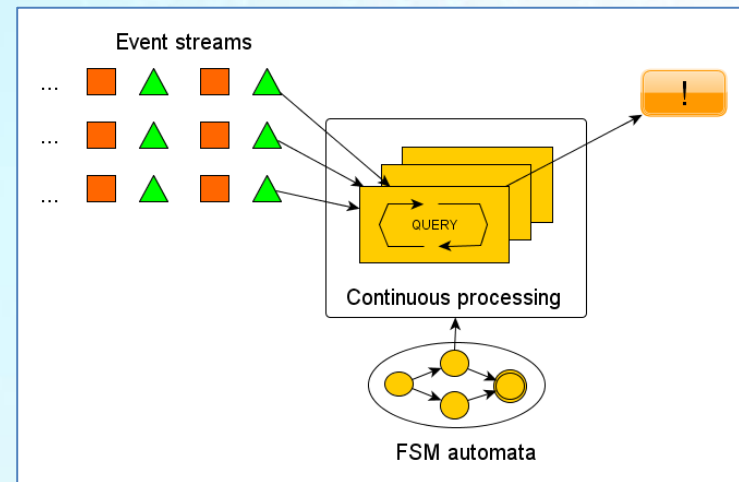 Event streams
...
...
...
!
QUERY
Continuous processing
FSM automata